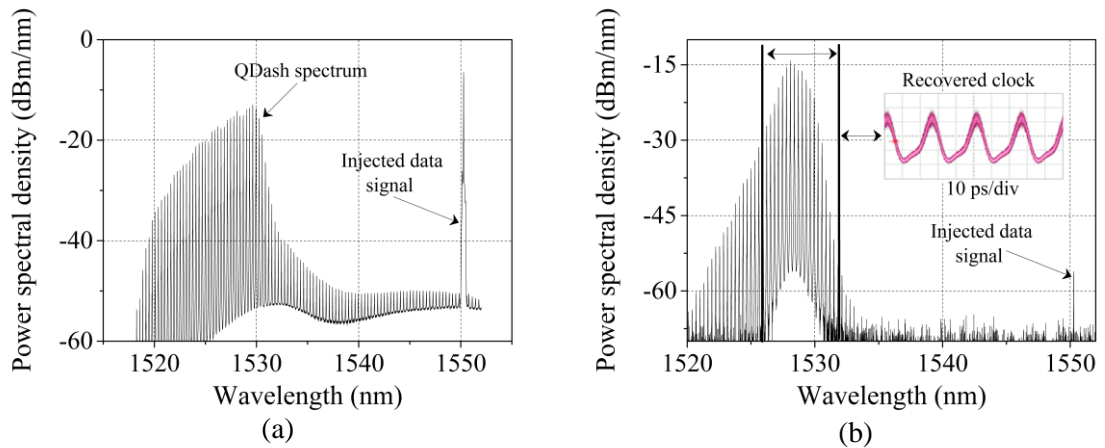 Power spectral density (dBm/nm)
0
-20
-40
-60
QDash spectrum
Injected data
signal
1520
1530
1540
1550
Wavelength (nm)
(a)
Power spectral density (dBm/nm)
-15
-30
-45
-60
Recovered clock
10 ps/div
Injected data
signal
1520
1530
1540
1550
Wavelength (nm)
(b)